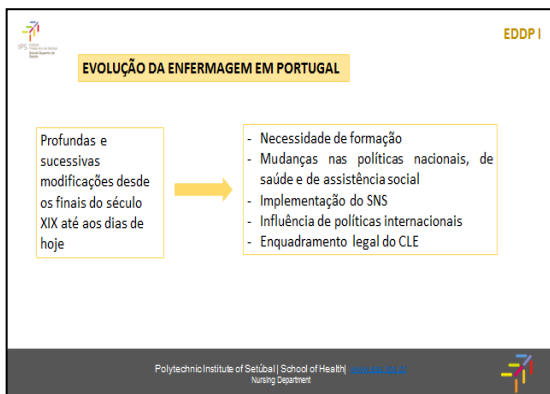 IPS
EDDP I
EVOLUÇÃO DA ENFERMAGEM EM PORTUGAL
Profundas e
sucessivas
modificações desde
os finais do século
XIX até aos dias de
hoje
- Necessidade de formação
- Mudanças nas políticas nacionais, de
saúde e de assistência social
- Implementação do SNS
- Influência de políticas internacionais
- Enquadramento legal do CLE
Polytechnic Institute of Setúbal | School of Health|
Nursing Department